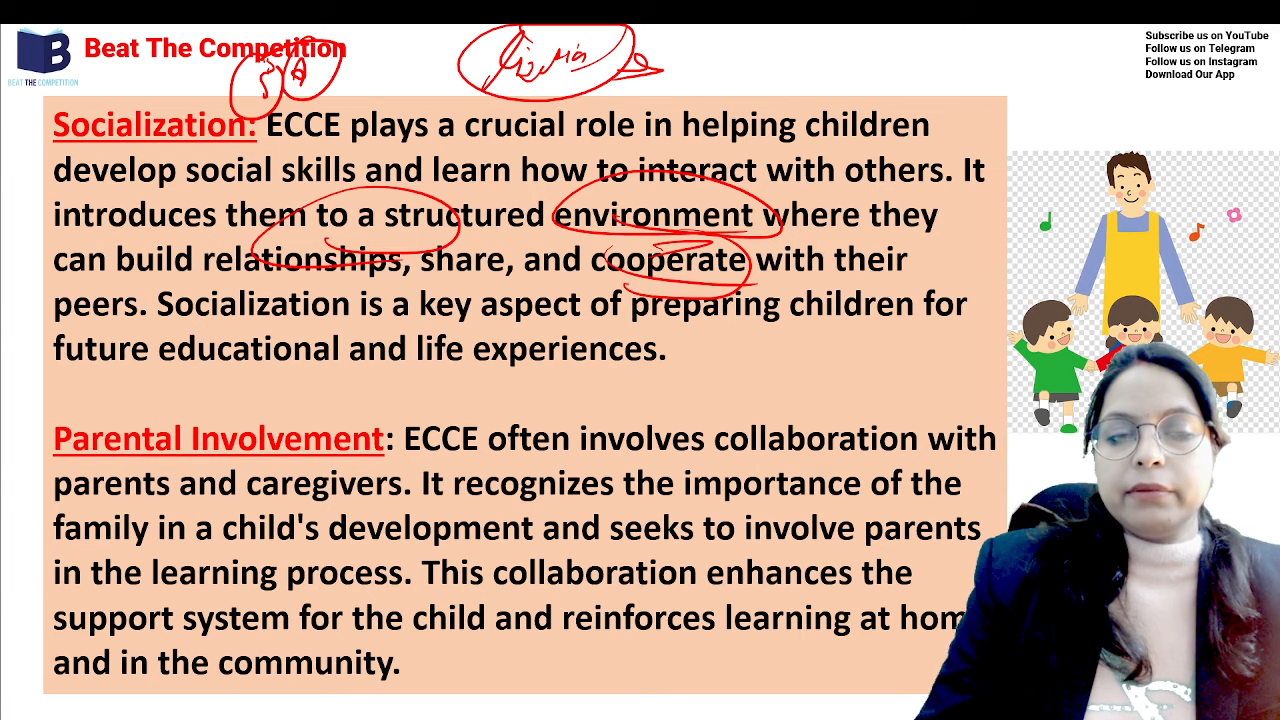 Beat The Competition
BEAT THE COMPETITION
Subscribe us on YouTube
Follow us on Telegram
Follow us on Instagram
Download Our App
Socialization: ECCE plays a crucial role in helping children
develop social skills and learn how to interact with others. It
introduces them to a structured environment where they
can build relationships, share, and cooperate with their
peers. Socialization is a key aspect of preparing children for
future educational and life experiences.
Parental Involvement: ECCE often involves collaboration with
parents and caregivers. It recognizes the importance of the
family in a child's development and seeks to involve parents
in the learning process. This collaboration enhances the
support system for the child and reinforces learning at hom
and in the community.